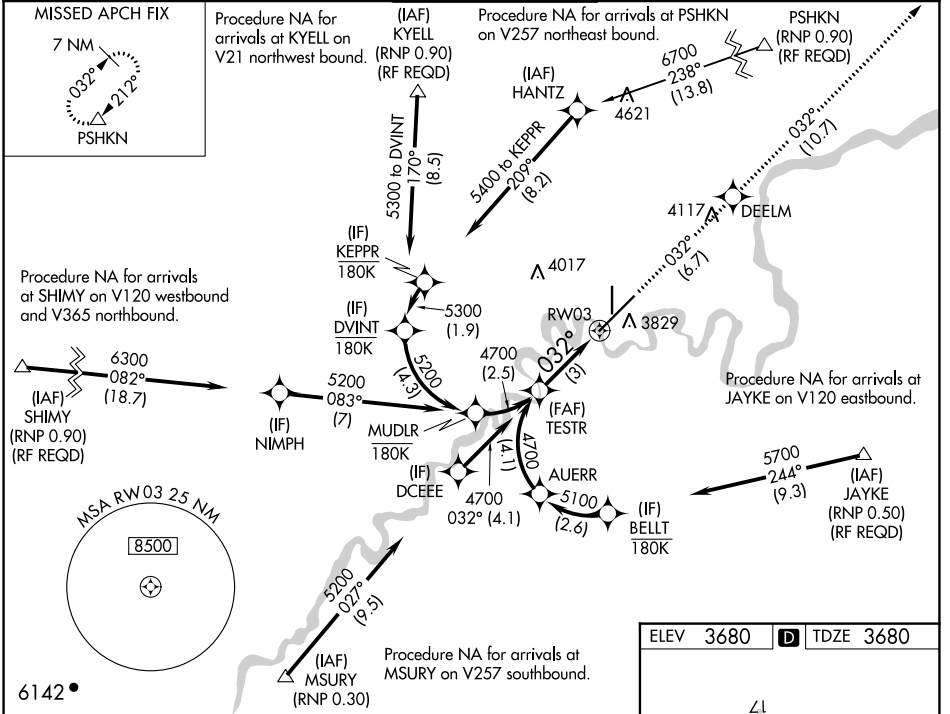 MISSED APCH FIX
7 NM
032°
212°
PSHKN
Procedure NA for
arrivals at KYELL on
V21 northwest bound.
(IAF)
KYELL
(RNP 0.90)
(RF REQD)
Procedure NA for arrivals at PSHKN
on V257 northeast bound.
PSHKN
(RNP 0.90)
(RF REQD)
6700
238°
(13.8)
(IAF)
HANTZ
4621
5300 to DVINT
170°
(8.5)
5400 to KEPPR
209°
(8.2)
032°
(10.7)
4117
DEELM
032°
(6.7)
(IF)
KEPPR
180K
4017
Procedure NA for arrivals
at SHIMY on V120 westbound
and V365 northbound.
5300
(1.9)
(IF)
DVINT
180K
RW03
3829
6300
082°
(18.7)
(IAF)
SHIMY
(RNP 0.90)
(RF REQD)
5200
(4.3)
4700
(2.5)
032°
(3)
5200
083°
(7)
(IF)
NIMPH
MUDLR
180K
(FAF)
TESTR
Procedure NA for arrivals at
JAYKE on V120 eastbound.
(IF)
DCEEE
4700
032° (4.1)
4700
(4.1)
AUERR
5100
(2.6)
(IF)
BELLT
180K
5700
244°
(9.3)
(IAF)
JAYKE
(RNP 0.50)
(RF REQD)
MSA RW03 25 NM
8500
5200
027°
(9.5)
(IAF)
MSURY
(RNP 0.30)
Procedure NA for arrivals at
MSURY on V257 southbound.
6142
ELEV 3680 D TDZE 3680